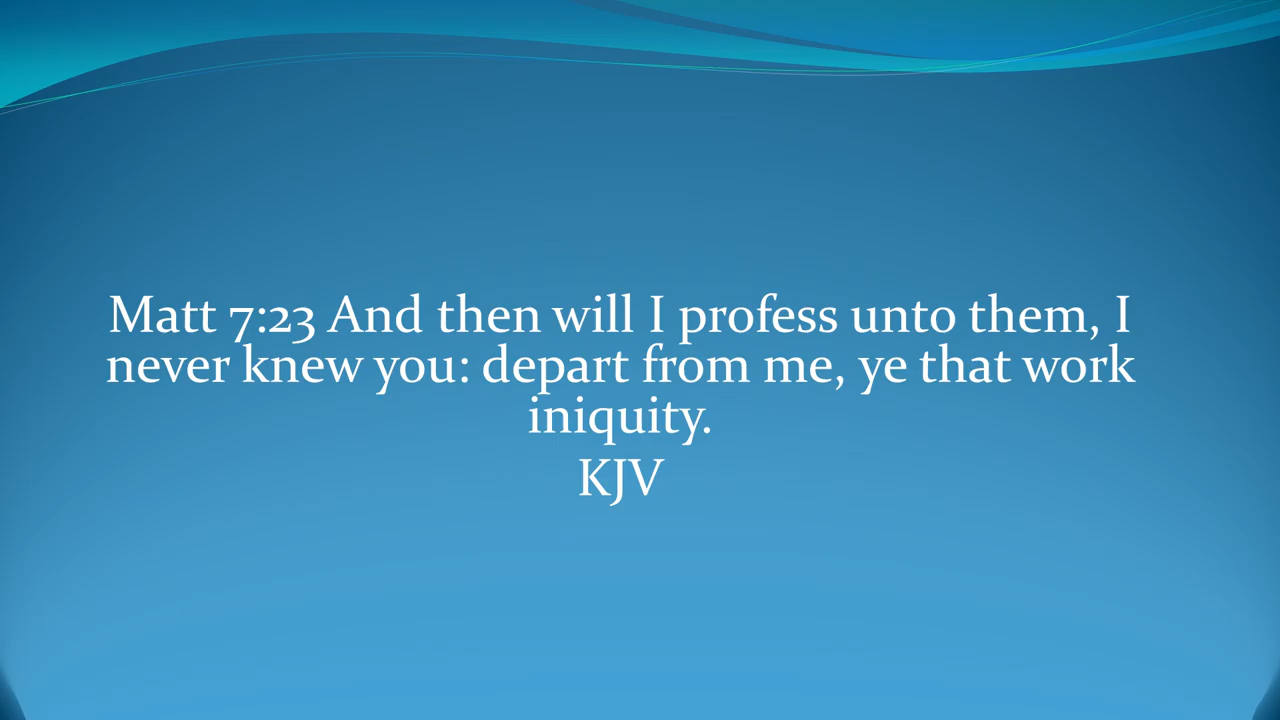 Matt 7:23 And then will I profess unto them, I
never knew you: depart from me, ye that work
iniquity.
KJV